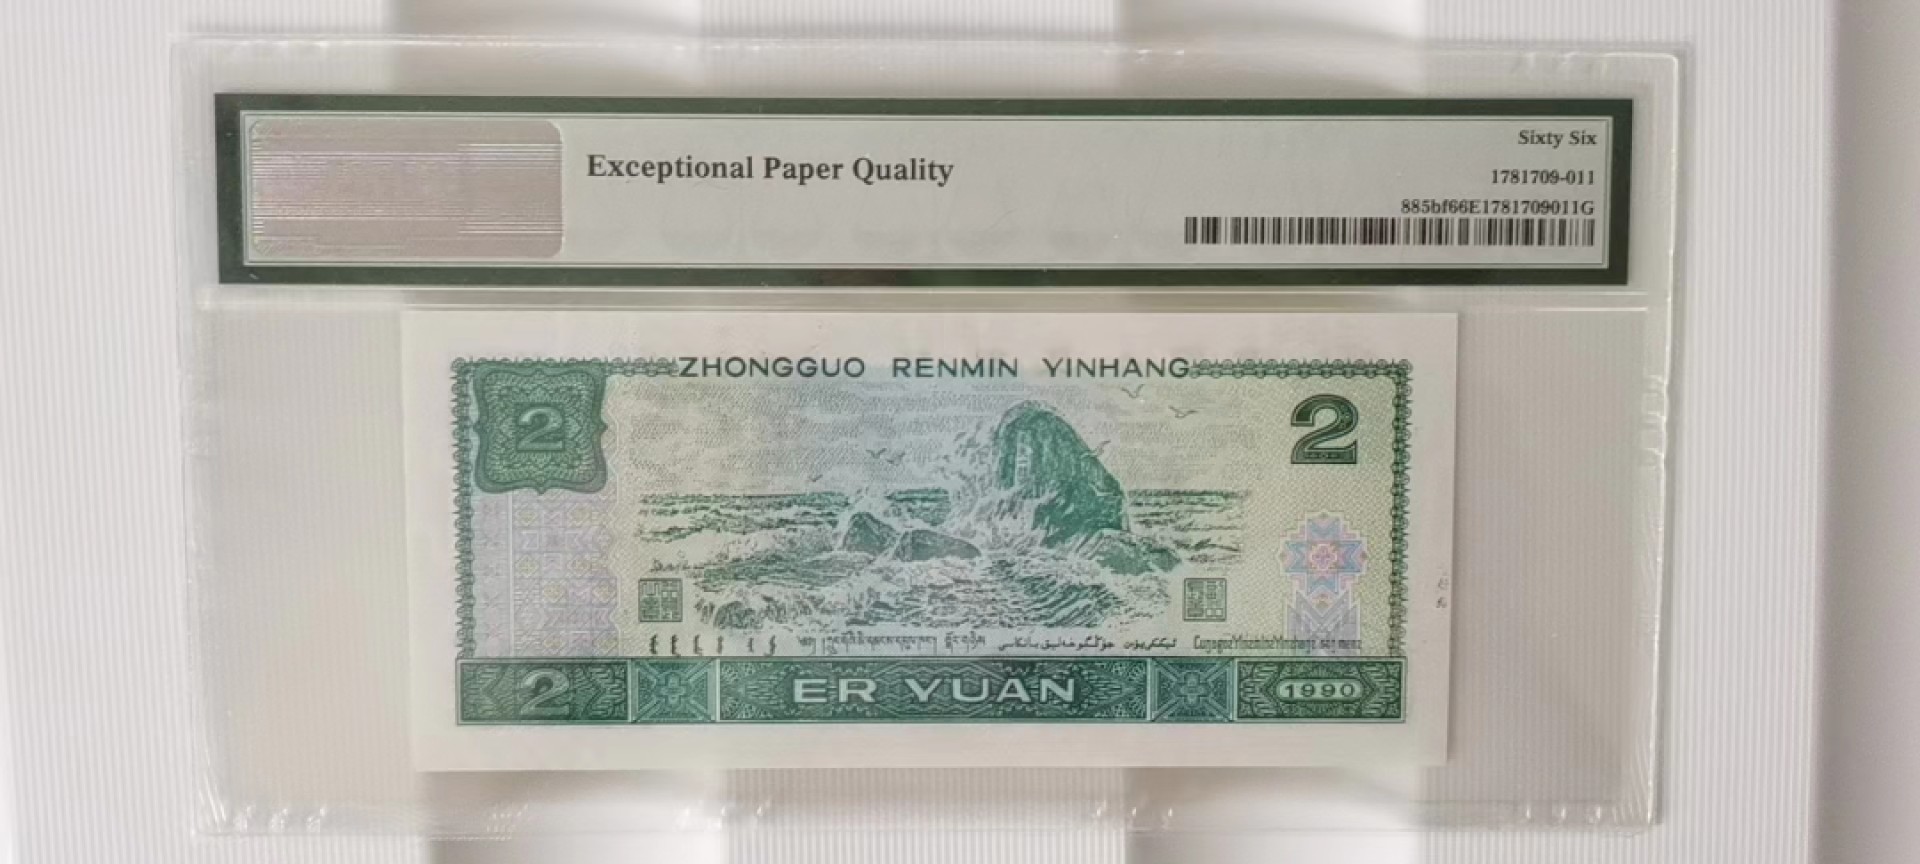 Sixty Six
Exceptional Paper Quality
1781709-011
885bf66E1781709011G
ZHONGGUO RENMIN YINHANG
2
2
2
ER YUAN
1990